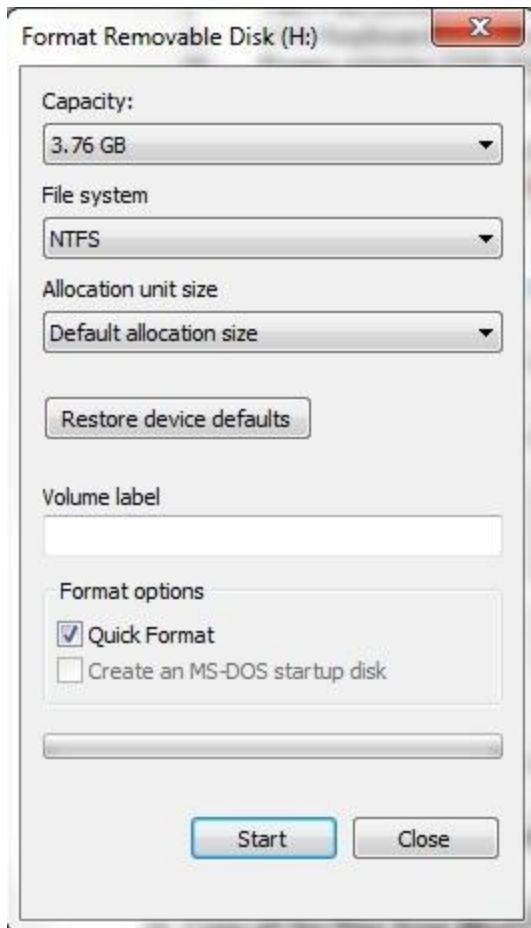 Format Removable Disk (H:)
Capacity:
3.76 GB
File system
NTFS
Allocation unit size
Default allocation size
Restore device defaults
Volume label
Format options
Quick Format
Create an MS-DOS startup disk
Start
Close